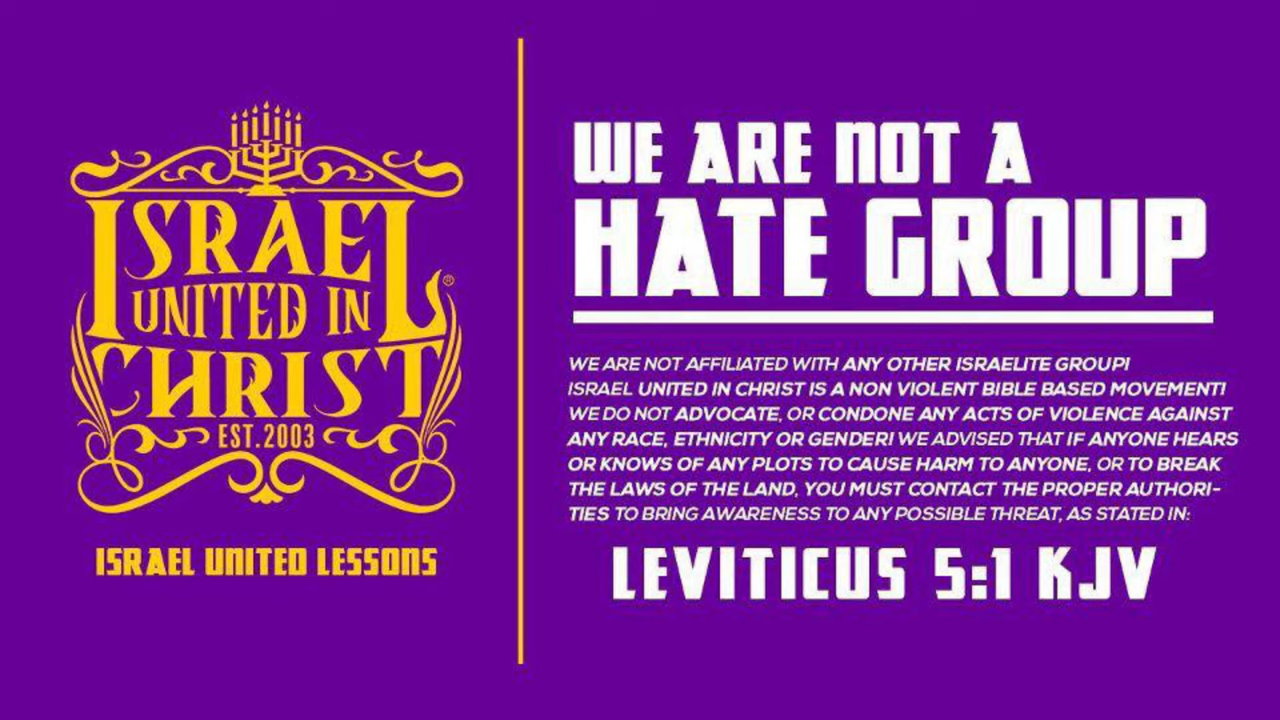 ISRAEL
UNITED IN
CHRIST
EST. 2003
®
ISRAEL UNITED LESSONS
WE ARE NOT A
HATE GROUP
WE ARE NOT AFFILIATED WITH ANY OTHER ISRAELITE GROUP!
ISRAEL UNITED IN CHRIST IS A NON VIOLENT BIBLE BASED MOVEMENT!
WE DO NOT ADVOCATE, OR CONDONE ANY ACTS OF VIOLENCE AGAINST
ANY RACE, ETHNICITY OR GENDER! WE ADVISED THAT IF ANYONE HEARS
OR KNOWS OF ANY PLOTS TO CAUSE HARM TO ANYONE, OR TO BREAK
THE LAWS OF THE LAND, YOU MUST CONTACT THE PROPER AUTHORI-
TIES TO BRING AWARENESS TO ANY POSSIBLE THREAT, AS STATED IN:
LEVITICUS 5:1 KJV